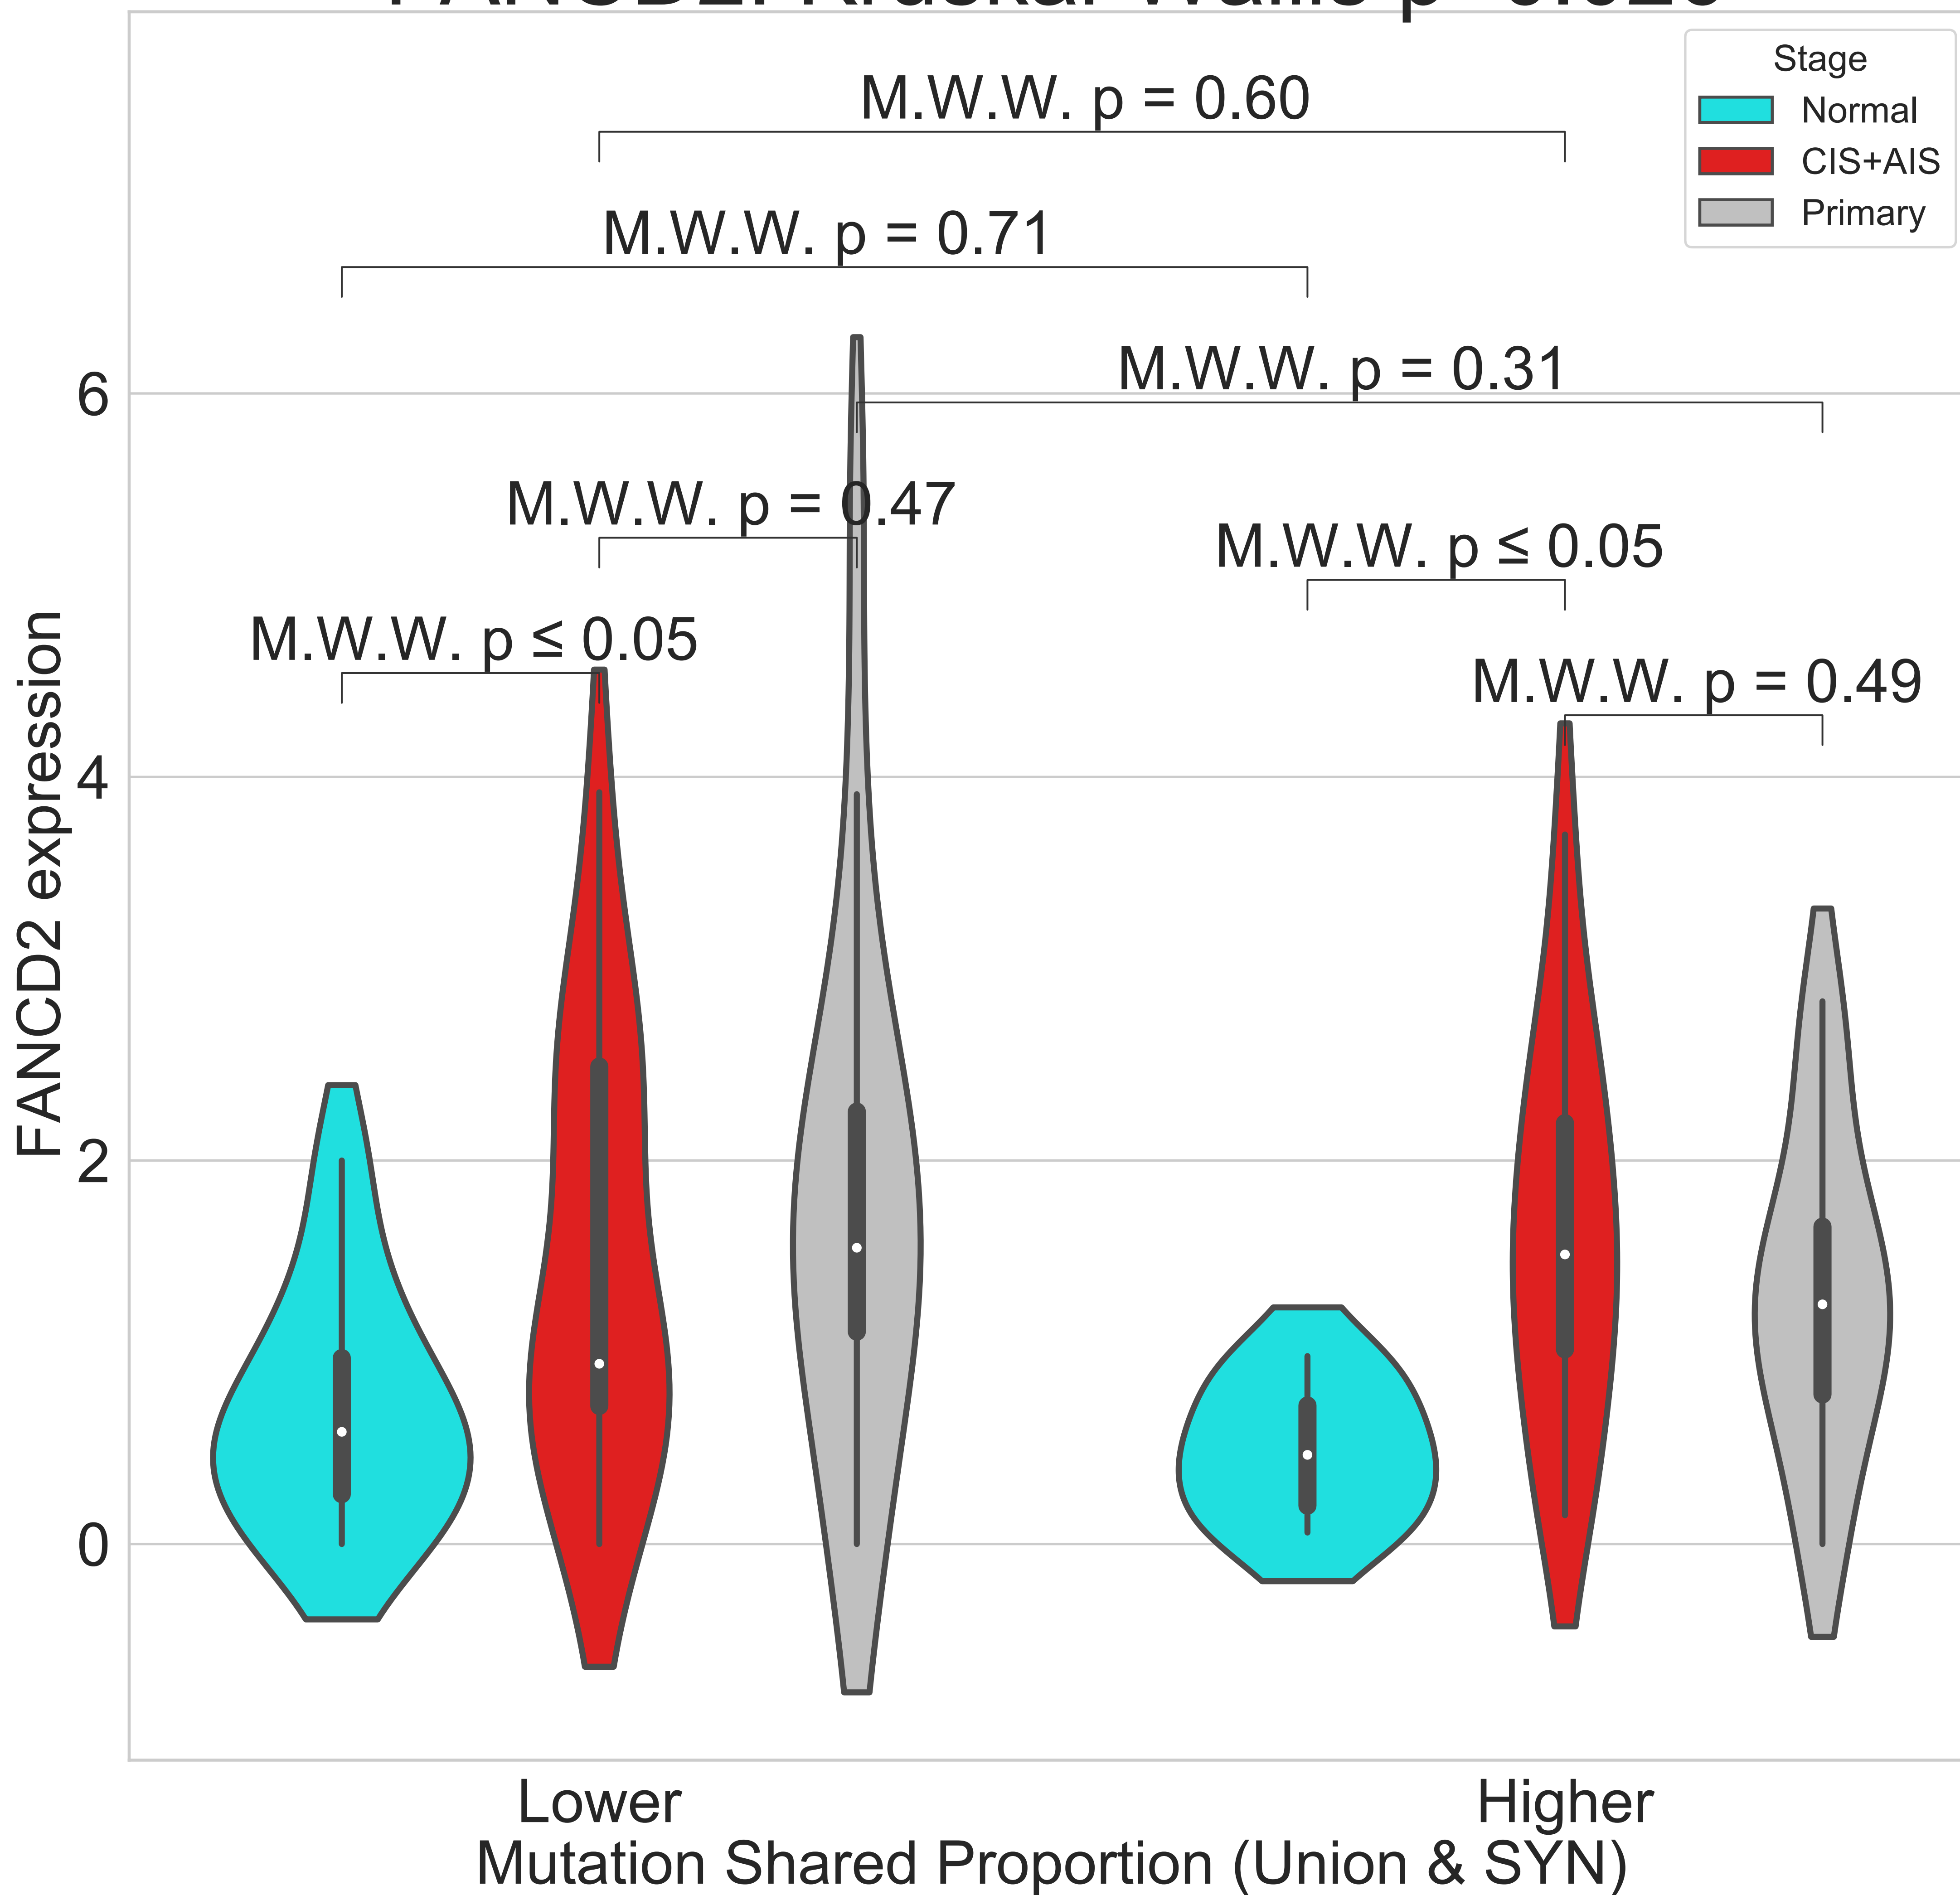 Stage
Normal
CIS+AIS
Primary
M.W.W. p = 0.60
M.W.W. p = 0.71
M.W.W. p = 0.31
M.W.W. p = 0.47
M.W.W. p ≤ 0.05
M.W.W. p ≤ 0.05
M.W.W. p = 0.49
FANCD2 expression
6
4
2
0
Lower
Higher
Mutation Shared Proportion (Union & SYN)